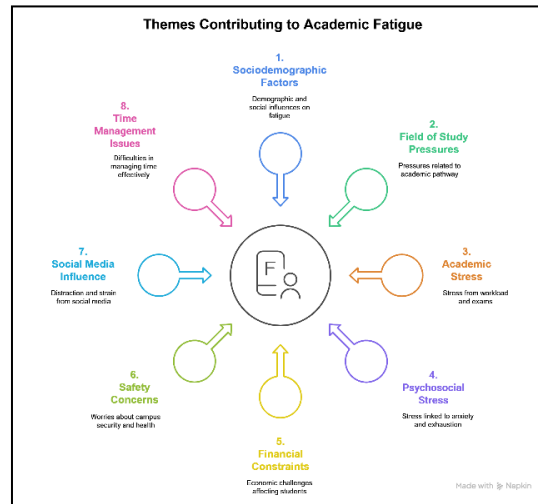 Themes Contributing to Academic Fatigue
1.
Sociodemographic
Factors
Demographic and
social influences on
fatigue
2.
Field of Study
Pressures
Pressures related to
academic pathway
3.
Academic
Stress
Stress from workload
and exams
4.
Psychosocial
Stress
Stress linked to anxiety
and exhaustion
5.
Financial
Constraints
Economic challenges
affecting students
6.
Safety
Concerns
Worries about campus
security and health
7.
Social Media
Influence
Distraction and strain
from social media
8.
Time
Management
Issues
Difficulties in
managing time
effectively
F
Made with Napkin